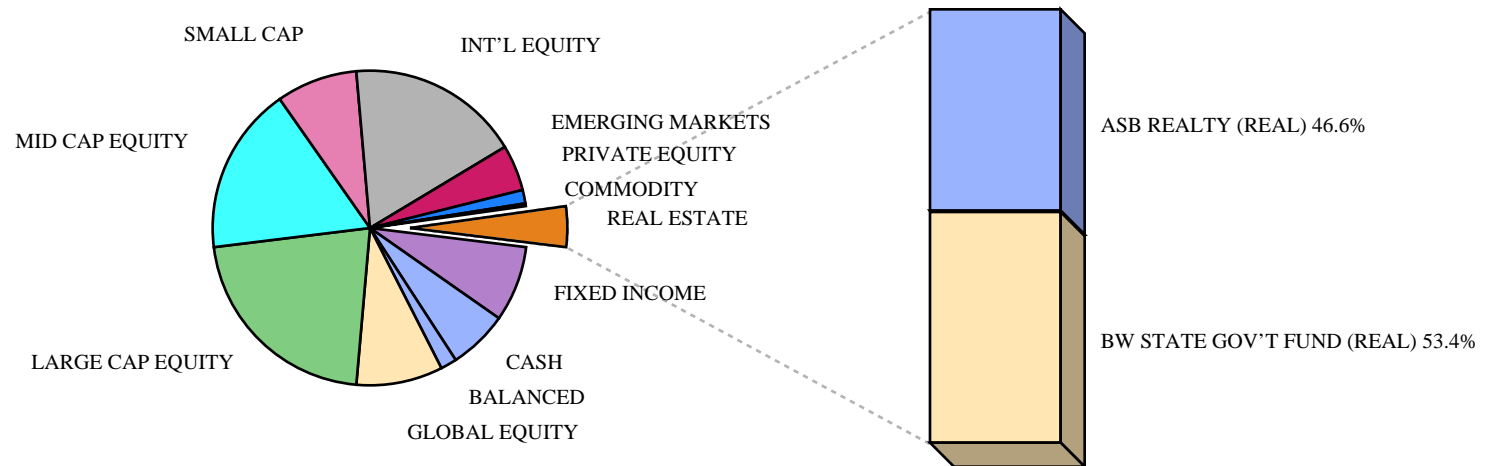 SMALL CAP
INT’L EQUITY
EMERGING MARKETS
ASB REALTY (REAL) 46.6%
MID CAP EQUITY
PRIVATE EQUITY
COMMODITY
REAL ESTATE
FIXED INCOME
BW STATE GOV’T FUND (REAL) 53.4%
LARGE CAP EQUITY
CASH
BALANCED
GLOBAL EQUITY